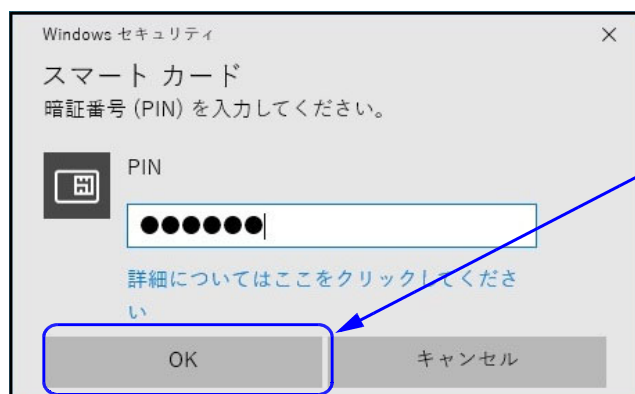 Windows セキュリティ
スマート カード
暗証番号 (PIN) を入力してください。
PIN
●●●●●●
詳細についてはここをクリックしてくださ
い
OK
キャンセル